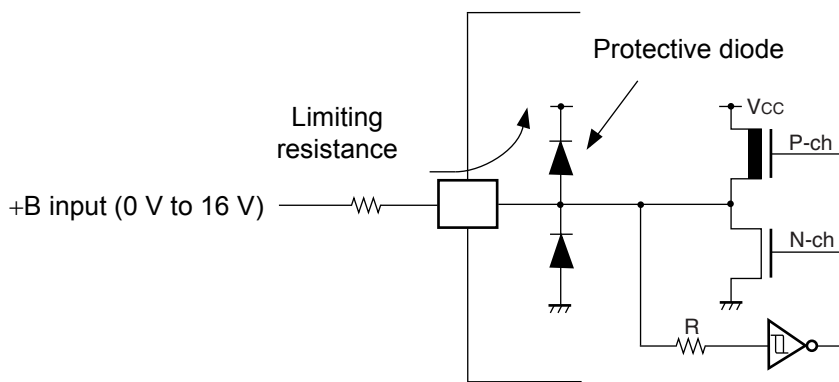 Protective diode
Limiting
resistance
VCC
P-ch
+B input (0 V to 16 V)
N-ch
R